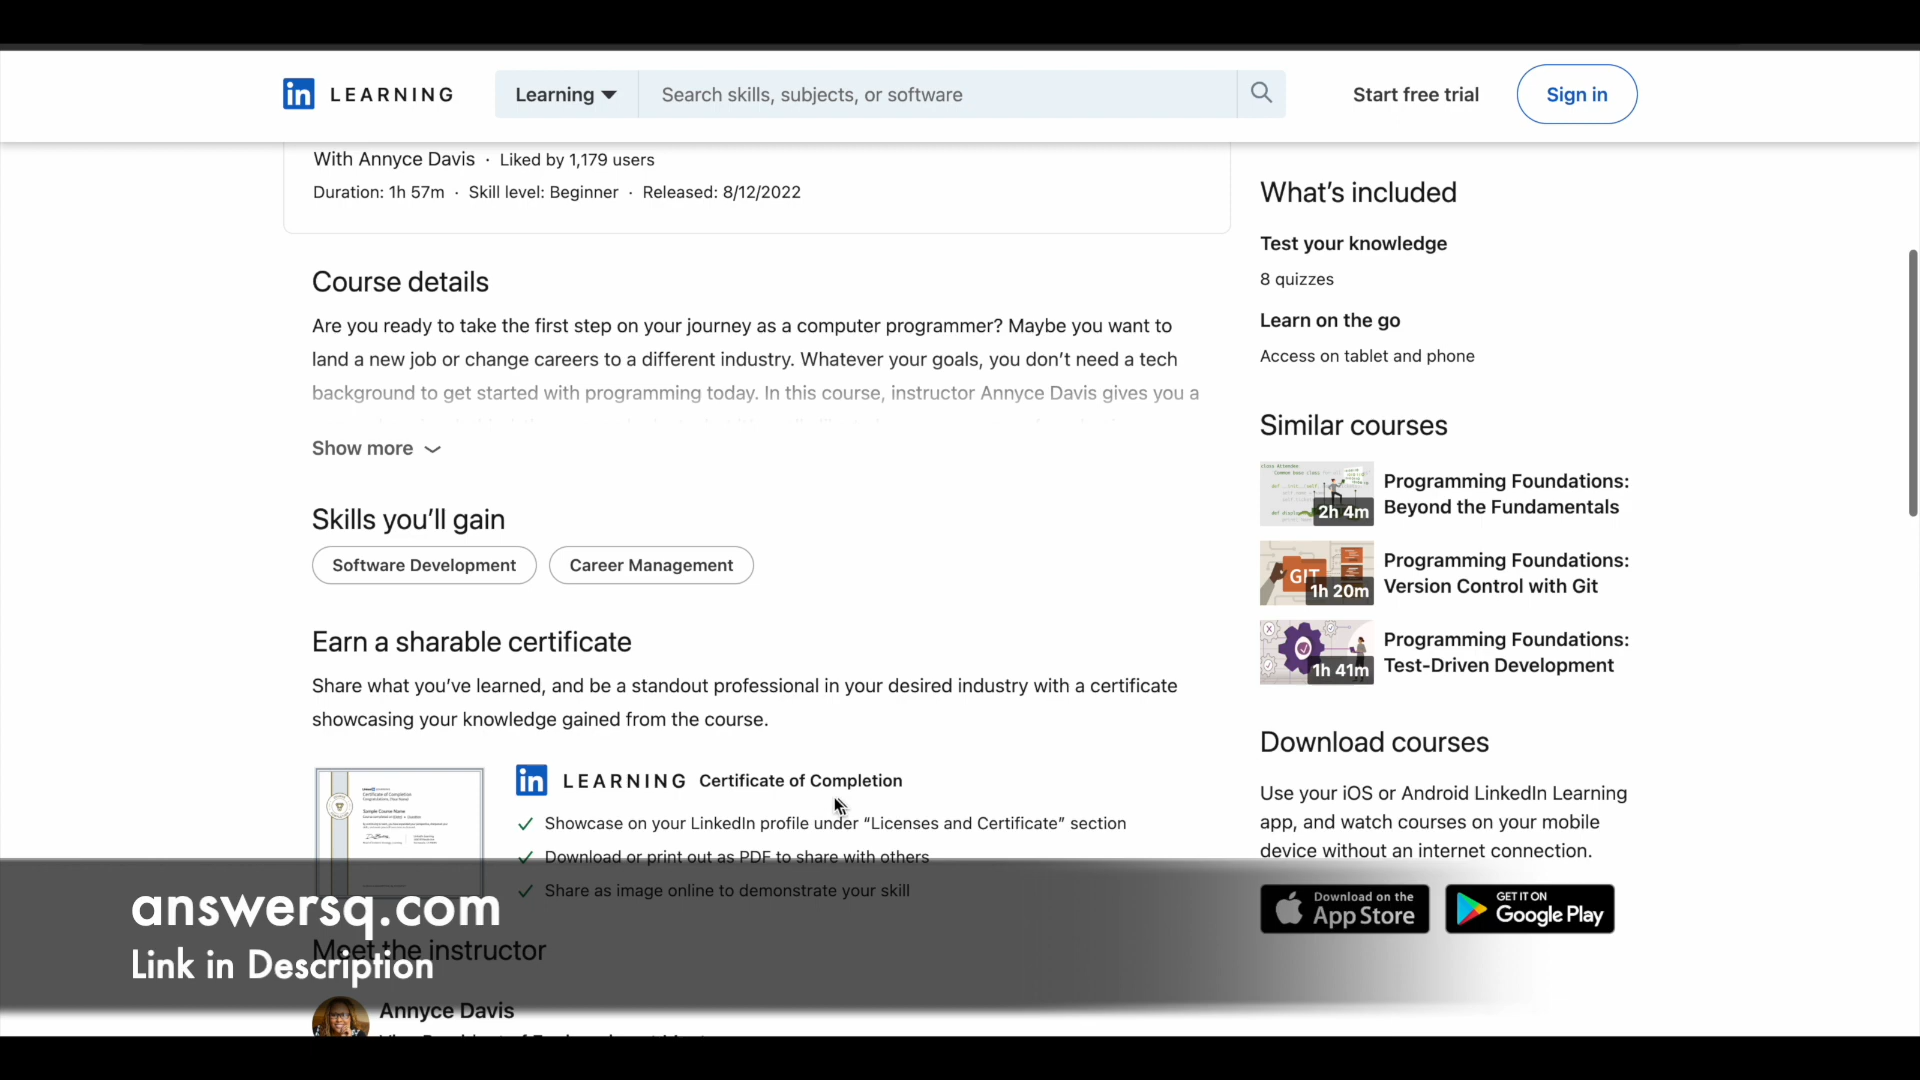 in LEARNING
Learning
Search skills, subjects, or software
Start free trial
Sign in
With Annyce Davis · Liked by 1,179 users
Duration: 1h 57m · Skill level: Beginner · Released: 8/12/2022
Course details
Are you ready to take the first step on your journey as a computer programmer? Maybe you want to
land a new job or change careers to a different industry. Whatever your goals, you don’t need a tech
background to get started with programming today. In this course, instructor Annyce Davis gives you a
Show more
Skills you’ll gain
Software Development
Career Management
Earn a sharable certificate
Share what you’ve learned, and be a standout professional in your desired industry with a certificate
showcasing your knowledge gained from the course.
Certificate of Completion
Sample Course Name
in LEARNING Certificate of Completion
Showcase on your LinkedIn profile under “Licenses and Certificate” section
Download or print out as PDF to share with others
Share as image online to demonstrate your skill
Meet the instructor
Annyce Davis
What’s included
Test your knowledge
8 quizzes
Learn on the go
Access on tablet and phone
Similar courses
2h 4m
Programming Foundations:
Beyond the Fundamentals
GIT
1h 20m
Programming Foundations:
Version Control with Git
1h 41m
Programming Foundations:
Test-Driven Development
Download courses
Use your iOS or Android LinkedIn Learning
app, and watch courses on your mobile
device without an internet connection.
Download on the
App Store
GET IT ON
Google Play
answersq.com
Link in Description